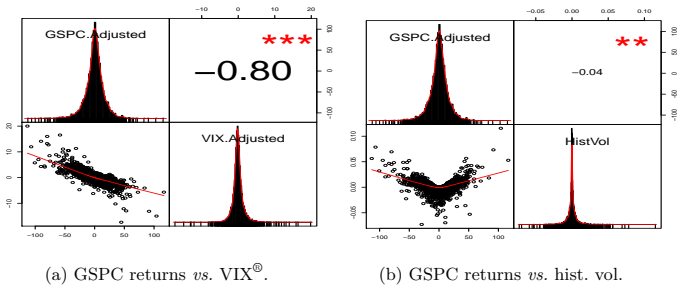 -10 0 10 20
GSPC.Adjusted
***
-0.80
-100 -50 0 50 100
-10 0 10 20
VIX.Adjusted
-100 -50 0 50 100
(a) GSPC returns vs. VIX®.
-0.05 0.00 0.05 0.10
GSPC.Adjusted
**
-0.04
-100 -50 0 50 100
-0.05 0.00 0.05 0.10
HistVol
-100 -50 0 50 100
(b) GSPC returns vs. hist. vol.